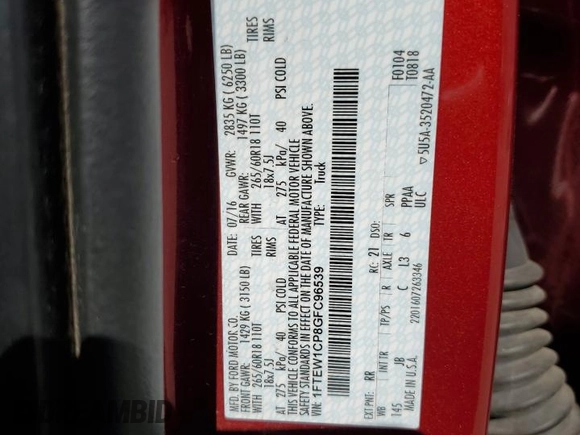 MFD. BY FORD MOTOR CO.
DATE: 07/16 GVWR: 2835 KG ( 6250 LB)
FRONT GAWR: 1429 KG ( 3150 LB) REAR GAWR: 1497 KG ( 3300 LB)
265/60R18 110T TIRES WITH 265/60R18 110T TIRES
18x7.5J RIMS 18x7.5J RIMS
AT 275 kPa/ 40 PSI COLD AT 275 kPa/ 40 PSI COLD
THIS VEHICLE CONFORMS TO ALL APPLICABLE FEDERAL MOTOR VEHICLE
SAFETY STANDARDS IN EFFECT ON THE DATE OF MANUFACTURE SHOWN ABOVE.
VIN: 1FTEW1CP8GFC96539 TYPE: Truck
F0104
T0818
EXT PNT: RR RC: 21 DSO:
WB INT TR TP/PS R AXLE TR SPR
145 JB C L3 6 PPAA
MADE IN U.S.A. 2201607263346 ULC
▽5U5A-3520472-AA